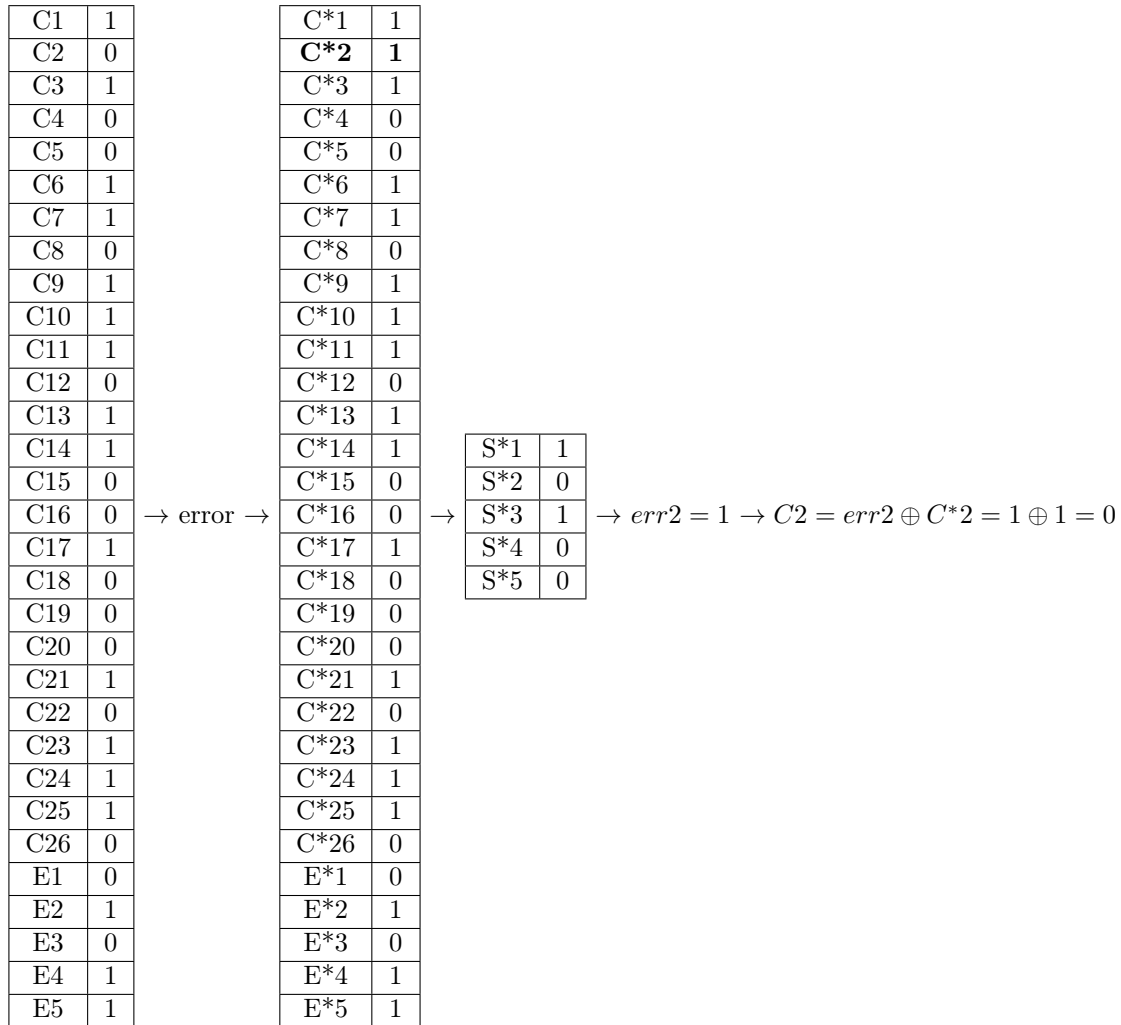 C1 1 C*1 1
C2 0 C*2 1
C3 1 C*3 1
C4 0 C*4 0
C5 0 C*5 0
C6 1 C*6 1
C7 1 C*7 1
C8 0 C*8 0
C9 1 C*9 1
C10 1 C*10 1
C11 1 C*11 1
C12 0 C*12 0
C13 1 C*13 1
C14 1 C*14 1 S*1 1
C15 0 C*15 0 S*2 0
C16 0 → error → C*16 0 → S*3 1 → err2 = 1 → C2 = err2 ⊕ C*2 = 1 ⊕ 1 = 0
C17 1 C*17 1 S*4 0
C18 0 C*18 0 S*5 0
C19 0 C*19 0
C20 0 C*20 0
C21 1 C*21 1
C22 0 C*22 0
C23 1 C*23 1
C24 1 C*24 1
C25 1 C*25 1
C26 0 C*26 0
E1 0 E*1 0
E2 1 E*2 1
E3 0 E*3 0
E4 1 E*4 1
E5 1 E*5 1